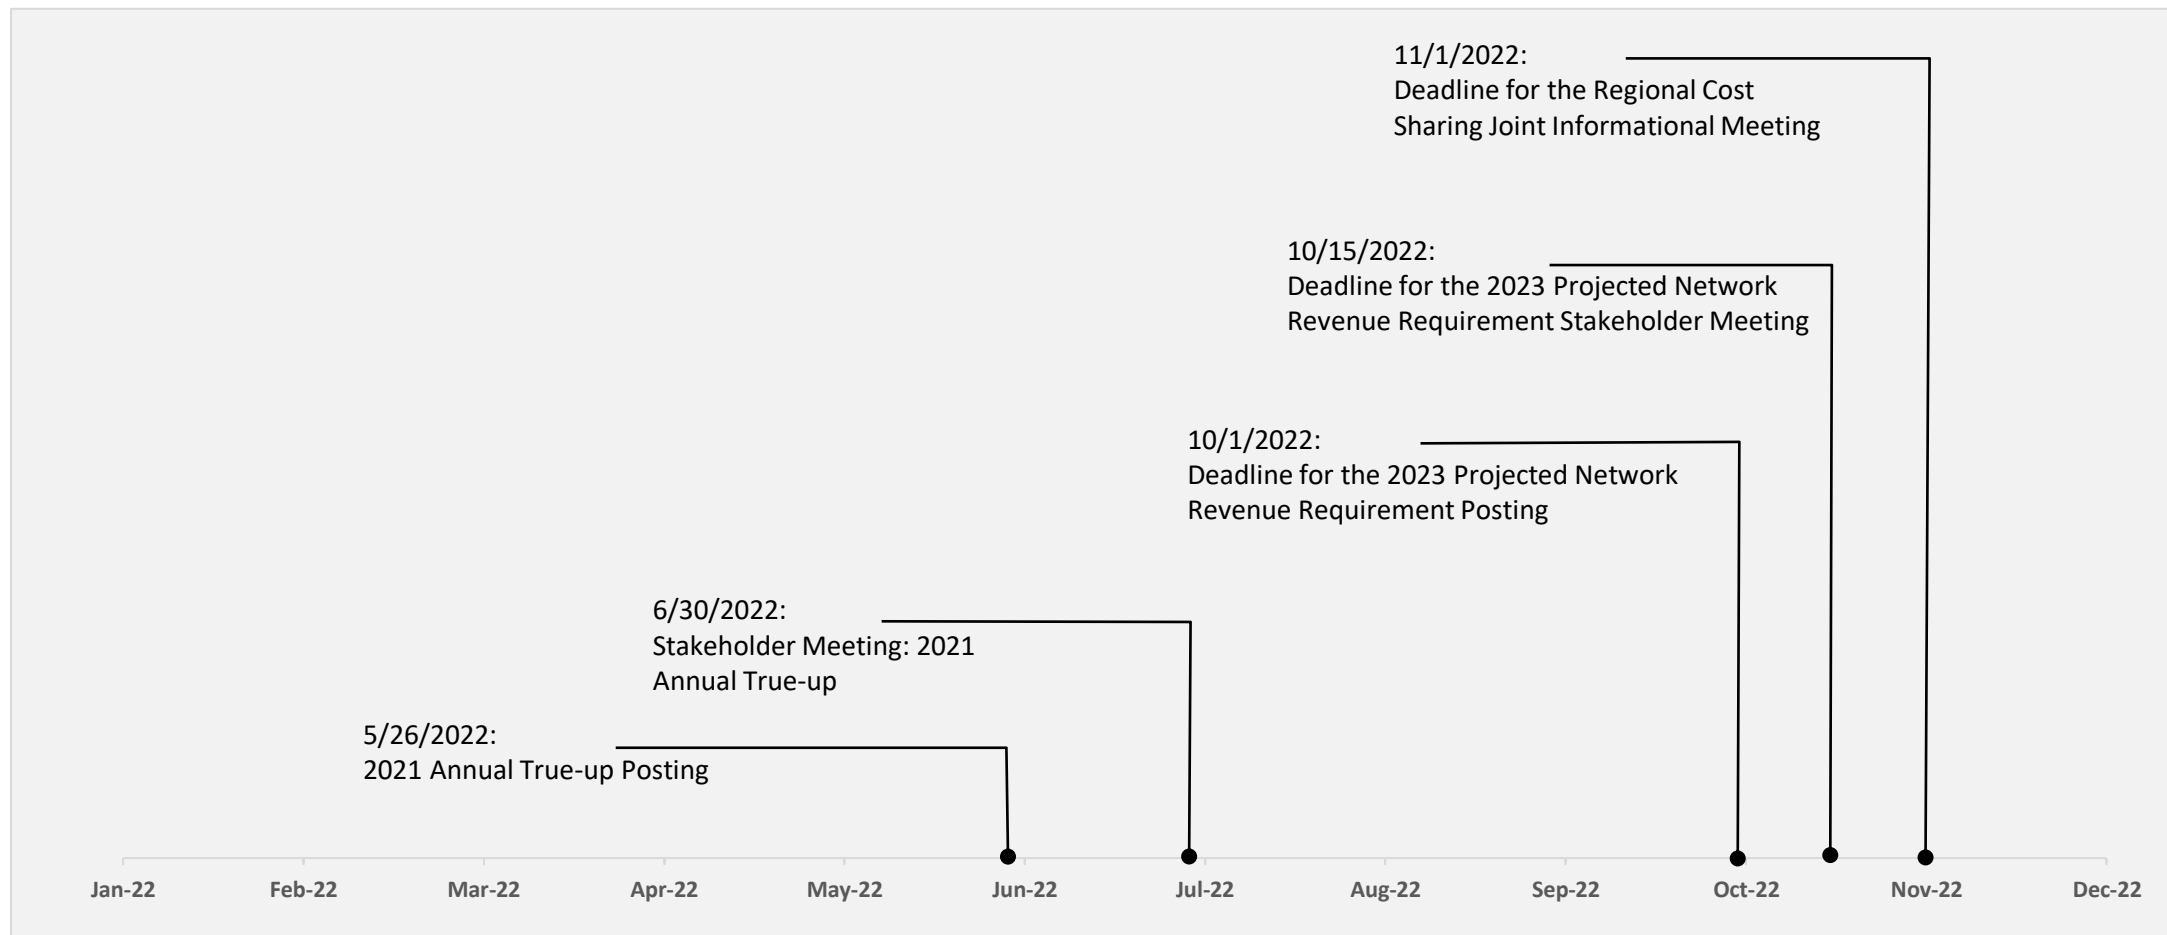 11/1/2022:
Deadline for the Regional Cost
Sharing Joint Informational Meeting
10/15/2022:
Deadline for the 2023 Projected Network
Revenue Requirement Stakeholder Meeting
10/1/2022:
Deadline for the 2023 Projected Network
Revenue Requirement Posting
6/30/2022:
Stakeholder Meeting: 2021
Annual True-up
5/26/2022:
2021 Annual True-up Posting
Jan-22 Feb-22 Mar-22 Apr-22 May-22 Jun-22 Jul-22 Aug-22 Sep-22 Oct-22 Nov-22 Dec-22